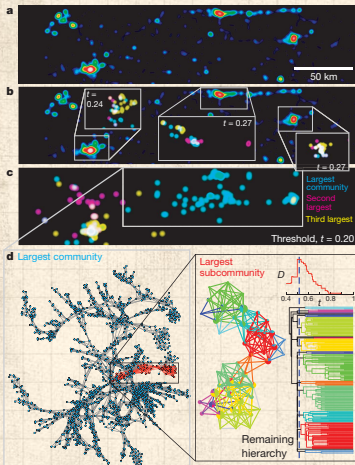 a
50 km
b
t =
0.24
t = 0.27
t = 0.27
c
Largest
community
Second
largest
Third largest
Threshold, t = 0.20
d Largest community
Largest
subcommunity
D
0.4 0.6 0.8 1
t
Remaining
hierarchy